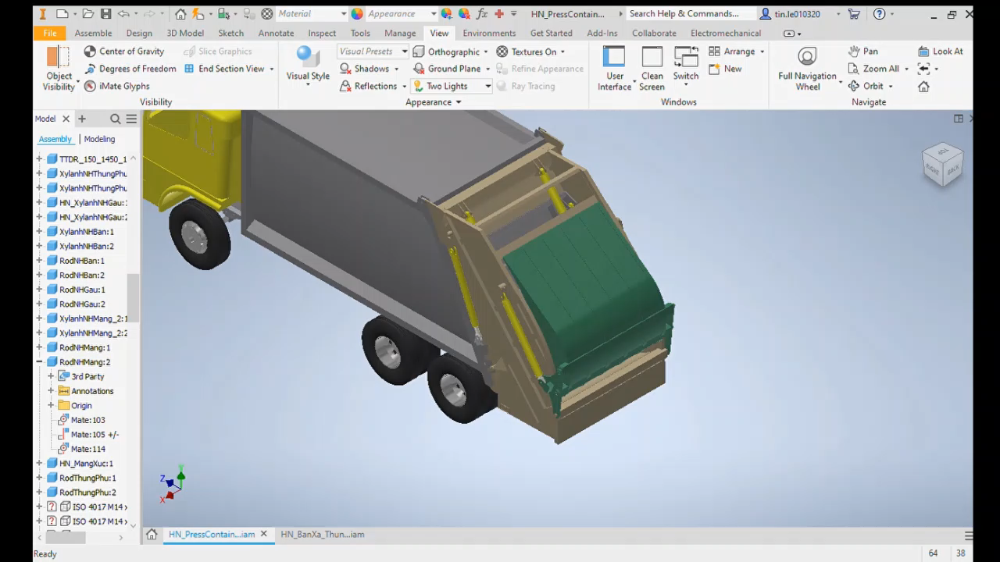 Material
Appearance
HN_PressContain...
Search Help & Commands...
tin.le010320
File
Assemble
Design
3D Model
Sketch
Annotate
Inspect
Tools
Manage
View
Environments
Get Started
Add-Ins
Collaborate
Electromechanical
Object
Visibility
Center of Gravity
Degrees of Freedom
iMate Glyphs
Slice Graphics
End Section View
Visibility
Visual Style
Visual Presets
Shadows
Reflections
Orthographic
Ground Plane
Two Lights
Textures On
Refine Appearance
Ray Tracing
Appearance
User
Interface
Clean
Screen
Switch
Arrange
New
Windows
Full Navigation
Wheel
Pan
Zoom All
Orbit
Look At
Navigate
Model
Assembly
Modeling
TTDR_150_1450_1
XylanhNHThungPhu
XylanhNHThungPhu
HN_XylanhNHGau:1
HN_XylanhNHGau:2
XylanhNHBan:1
XylanhNHBan:2
RodNHBan:1
RodNHBan:2
RodNHGau:1
RodNHGau:2
XylanhNHMang_2:1
XylanhNHMang_2:2
RodNHMang:1
RodNHMang:2
3rd Party
Annotations
Origin
Mate:103
Mate:105 +/-
Mate:114
HN_MangXuc:1
RodThungPhu:1
RodThungPhu:2
ISO 4017 M14 x
ISO 4017 M14 x
RIGHT
BACK
Z
Y
X
HN_PressContain...iam
HN_BanXa_Thun...iam
Ready
64
38